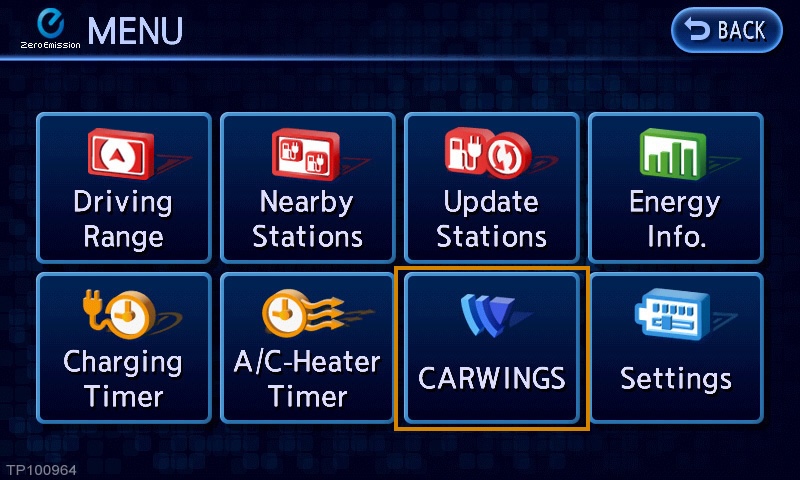 ZeroEmission
MENU
BACK
Driving
Range
Nearby
Stations
Update
Stations
Energy
Info.
Charging
Timer
A/C-Heater
Timer
CARWINGS
Settings
TP100964